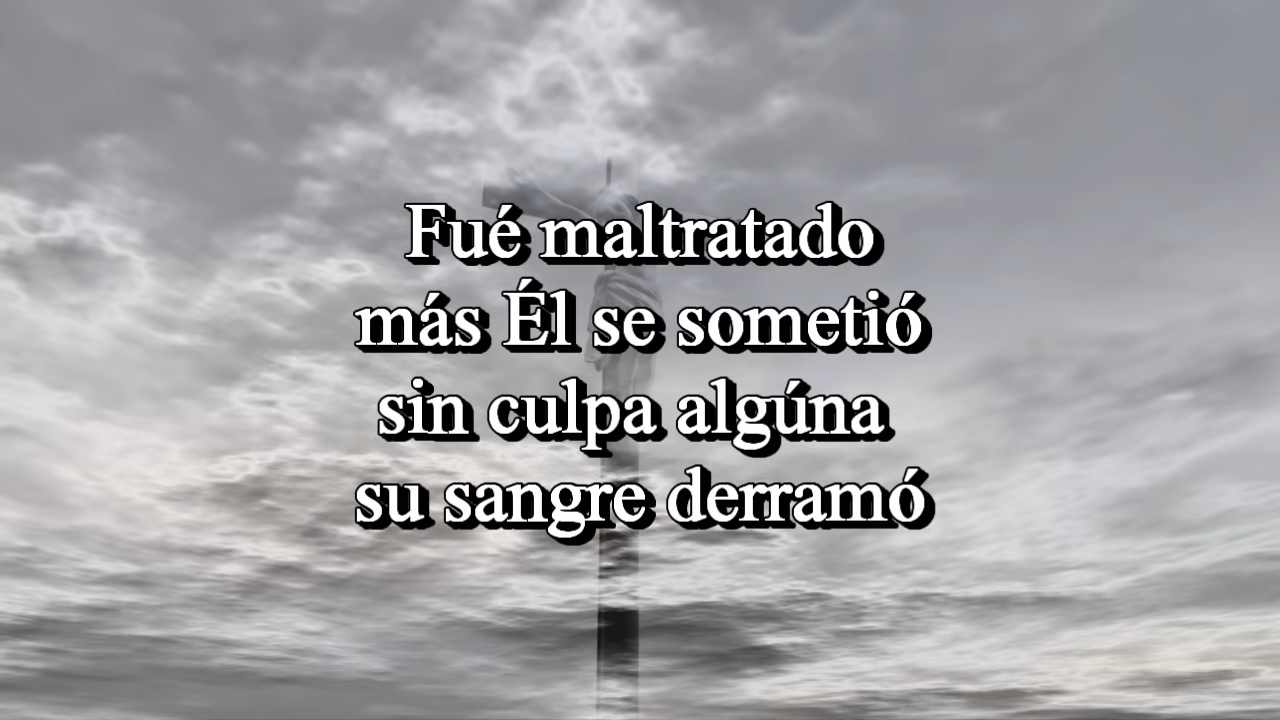 Fué maltratado
más Él se sometió
sin culpa algúna
su sangre derramó